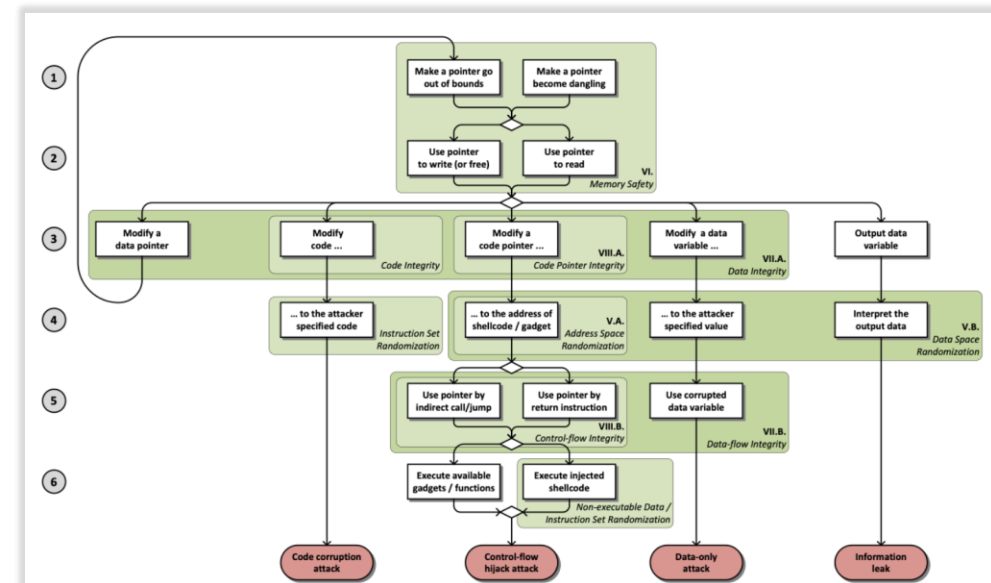 1
Make a pointer go
out of bounds
Make a pointer
become dangling
2
Use pointer
to write (or free)
Use pointer
to read
VI.
Memory Safety
3
Modify a
data pointer
Modify
code ...
Code Integrity
Modify a
code pointer ...
VIII.A.
Code Pointer Integrity
Modify a data
variable ...
VII.A.
Data Integrity
Output data
variable
4
... to the attacker
specified code
Instruction Set
Randomization
... to the address of
shellcode / gadget
V.A.
Address Space
Randomization
... to the attacker
specified value
Interpret the
output data
V.B.
Data Space
Randomization
5
Use pointer by
indirect call/jump
Use pointer by
return instruction
VIII.B.
Control-flow Integrity
Use corrupted
data variable
VII.B.
Data-flow Integrity
6
Execute available
gadgets / functions
Execute injected
shellcode
Non-executable Data /
Instruction Set Randomization
Code corruption
attack
Control-flow
hijack attack
Data-only
attack
Information
leak